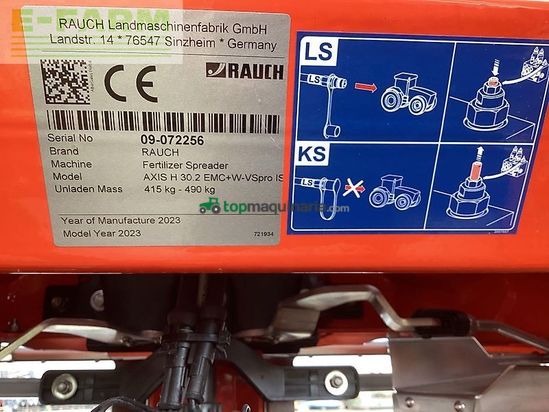 E-FARM
RAUCH Landmaschinenfabrik GmbH
Landstr. 14 * 76547 Sinzheim * Germany
CE
RAUCH
Serial No 09-072256
Brand RAUCH
Machine Fertilizer Spreader
Model AXIS H 30.2 EMC+W-VSpro IS
Unladen Mass 415 kg - 490 kg
Year of Manufacture 2023
Model Year 2023
721934
LS
LS
KS
KS
topmaquinaria.com